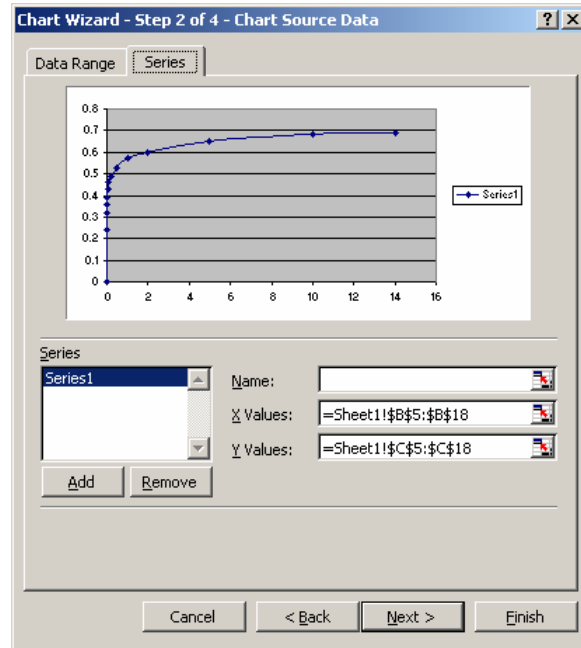 Chart Wizard - Step 2 of 4 - Chart Source Data
Data Range Series
0.8
0.7
0.6
0.5
0.4
0.3
0.2
0.1
0
0 2 4 6 8 10 12 14 16
Series1
Series
Series1
Name:
X Values: =Sheet1!$B$5:$B$18
Y Values: =Sheet1!$C$5:$C$18
Add Remove
Cancel < Back Next > Finish